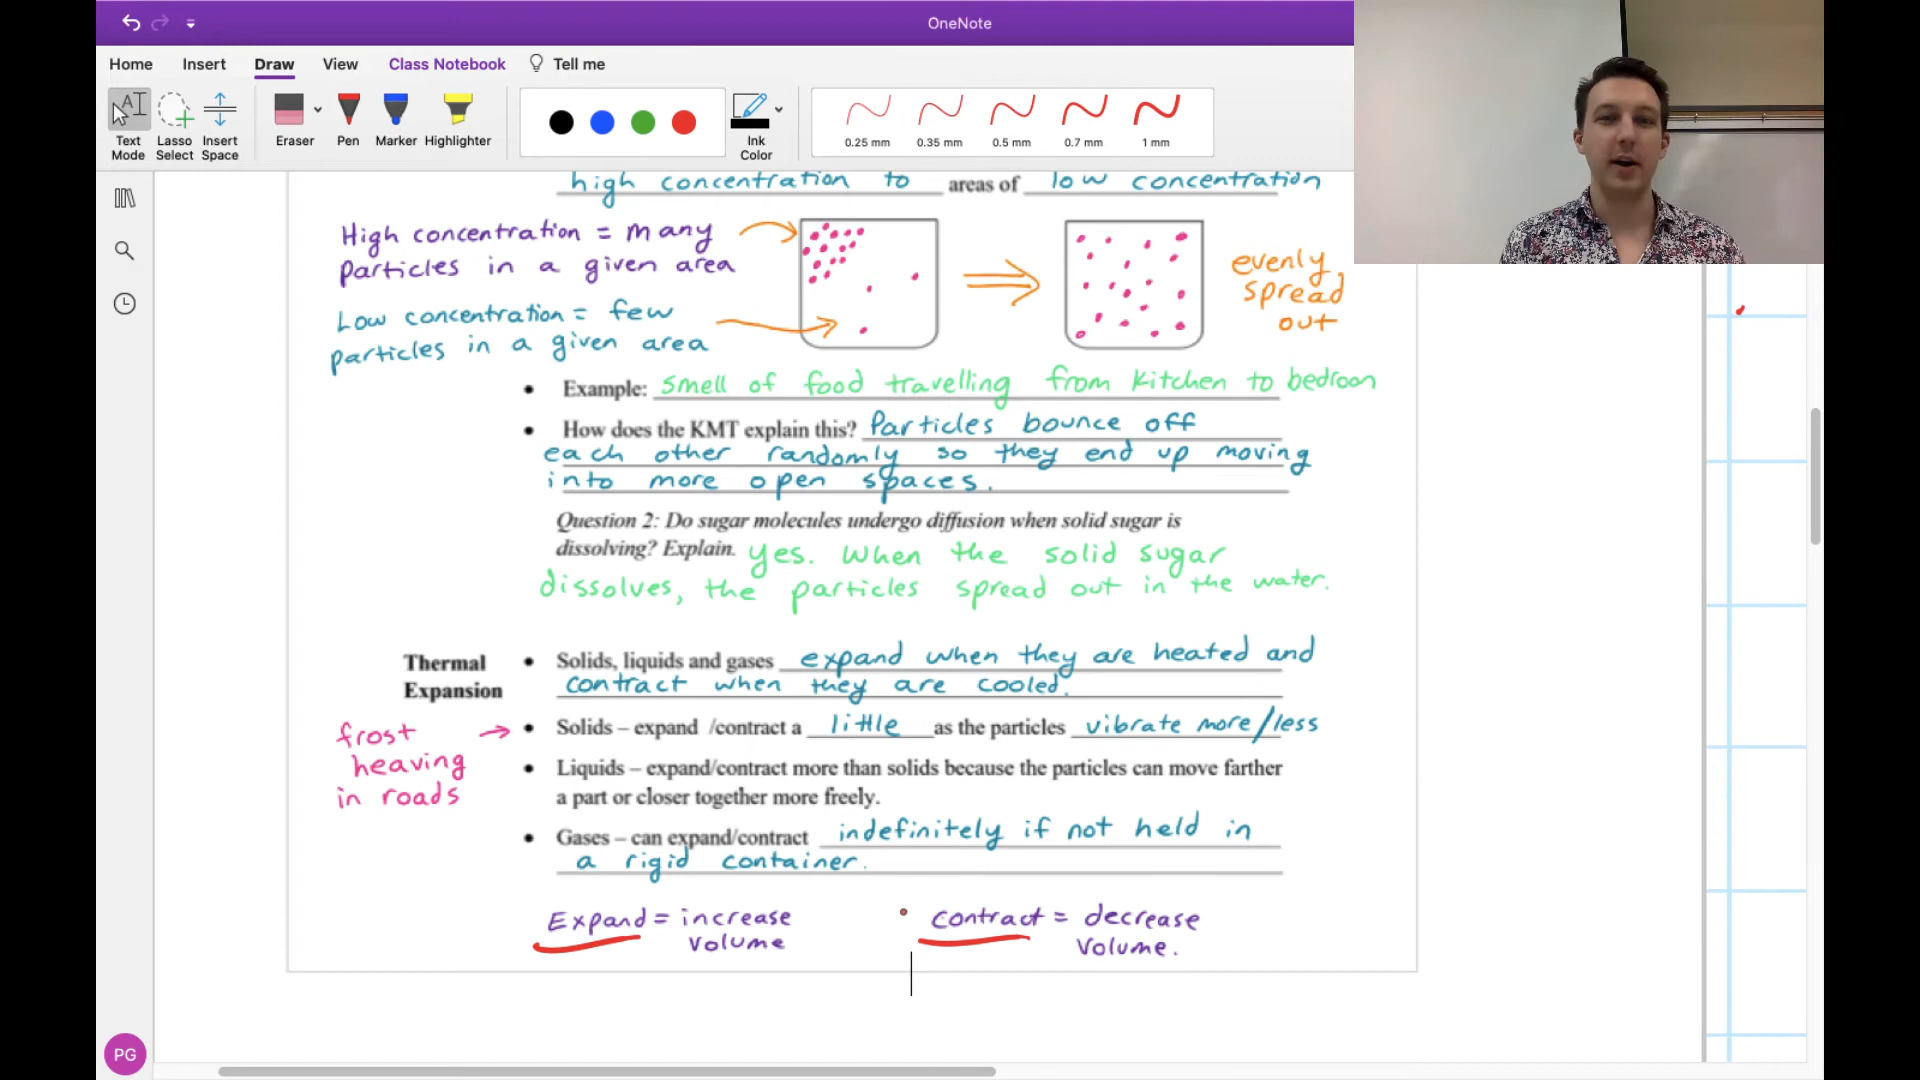 OneNote
Home Insert Draw View Class Notebook Tell me
Text Mode
Lasso Select
Insert Space
Eraser
Pen
Marker
Highlighter
Ink Color
0.25 mm 0.35 mm 0.5 mm 0.7 mm 1 mm
high concentration to areas of low concentration
High concentration = many
particles in a given area
Low concentration = few
particles in a given area
evenly
spread
out
• Example: smell of food travelling from kitchen to bedroom
• How does the KMT explain this? Particles bounce off
each other randomly so they end up moving
into more open spaces.
Question 2: Do sugar molecules undergo diffusion when solid sugar is
dissolving? Explain. Yes. When the solid sugar
dissolves, the particles spread out in the water.
Thermal
Expansion
• Solids, liquids and gases expand when they are heated and
contract when they are cooled.
frost
heaving
in roads
• Solids – expand /contract a little as the particles vibrate more/less
• Liquids – expand/contract more than solids because the particles can move farther
a part or closer together more freely.
• Gases – can expand/contract indefinitely if not held in
a rigid container.
Expand = increase
volume
Contract = decrease
volume.
PG